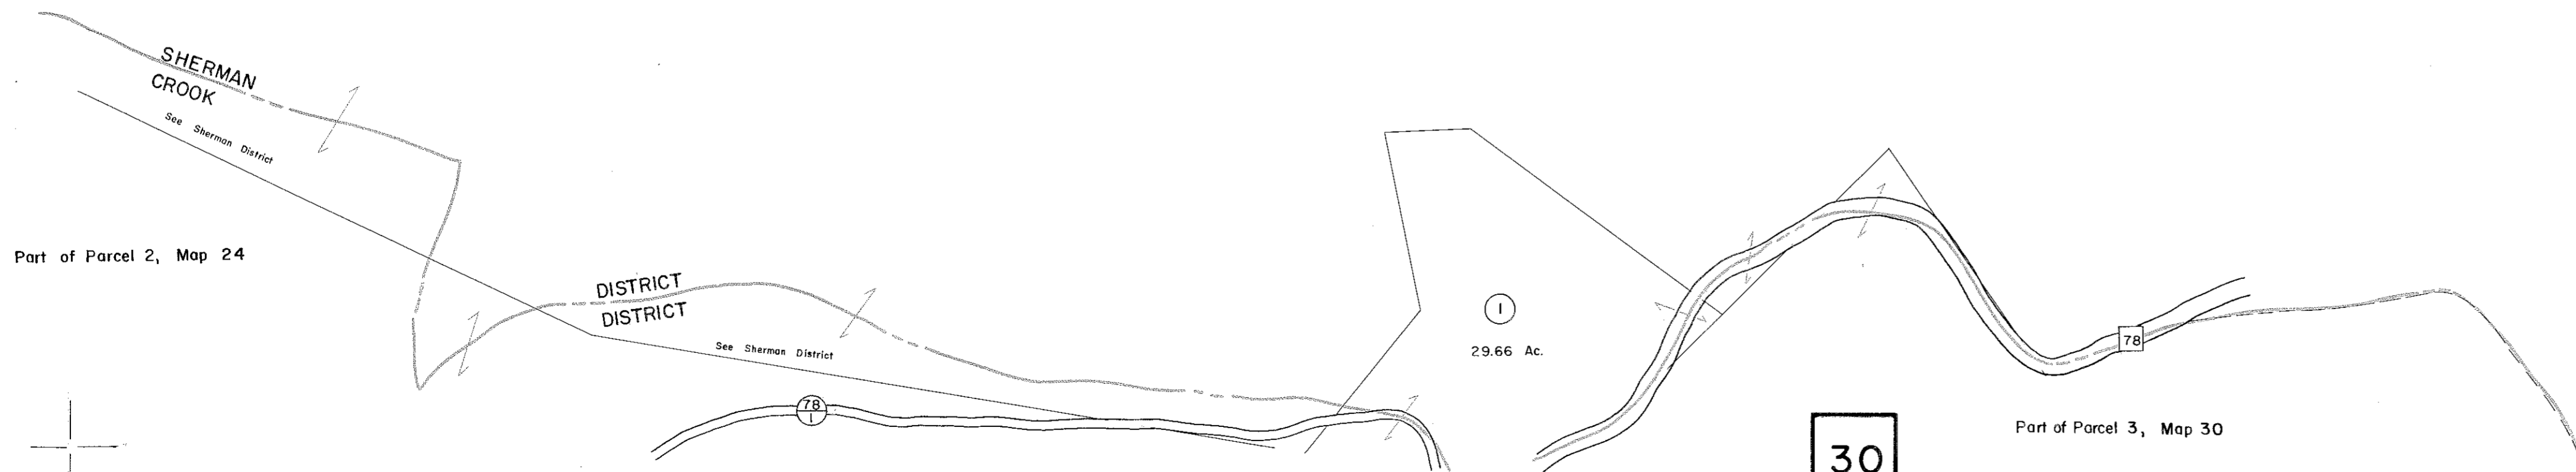 SHERMAN
CROOK
See Sherman District
Part of Parcel 2, Map 24
DISTRICT
DISTRICT
See Sherman District
78
1
1
29.66 Ac.
78
30
Part of Parcel 3, Map 30